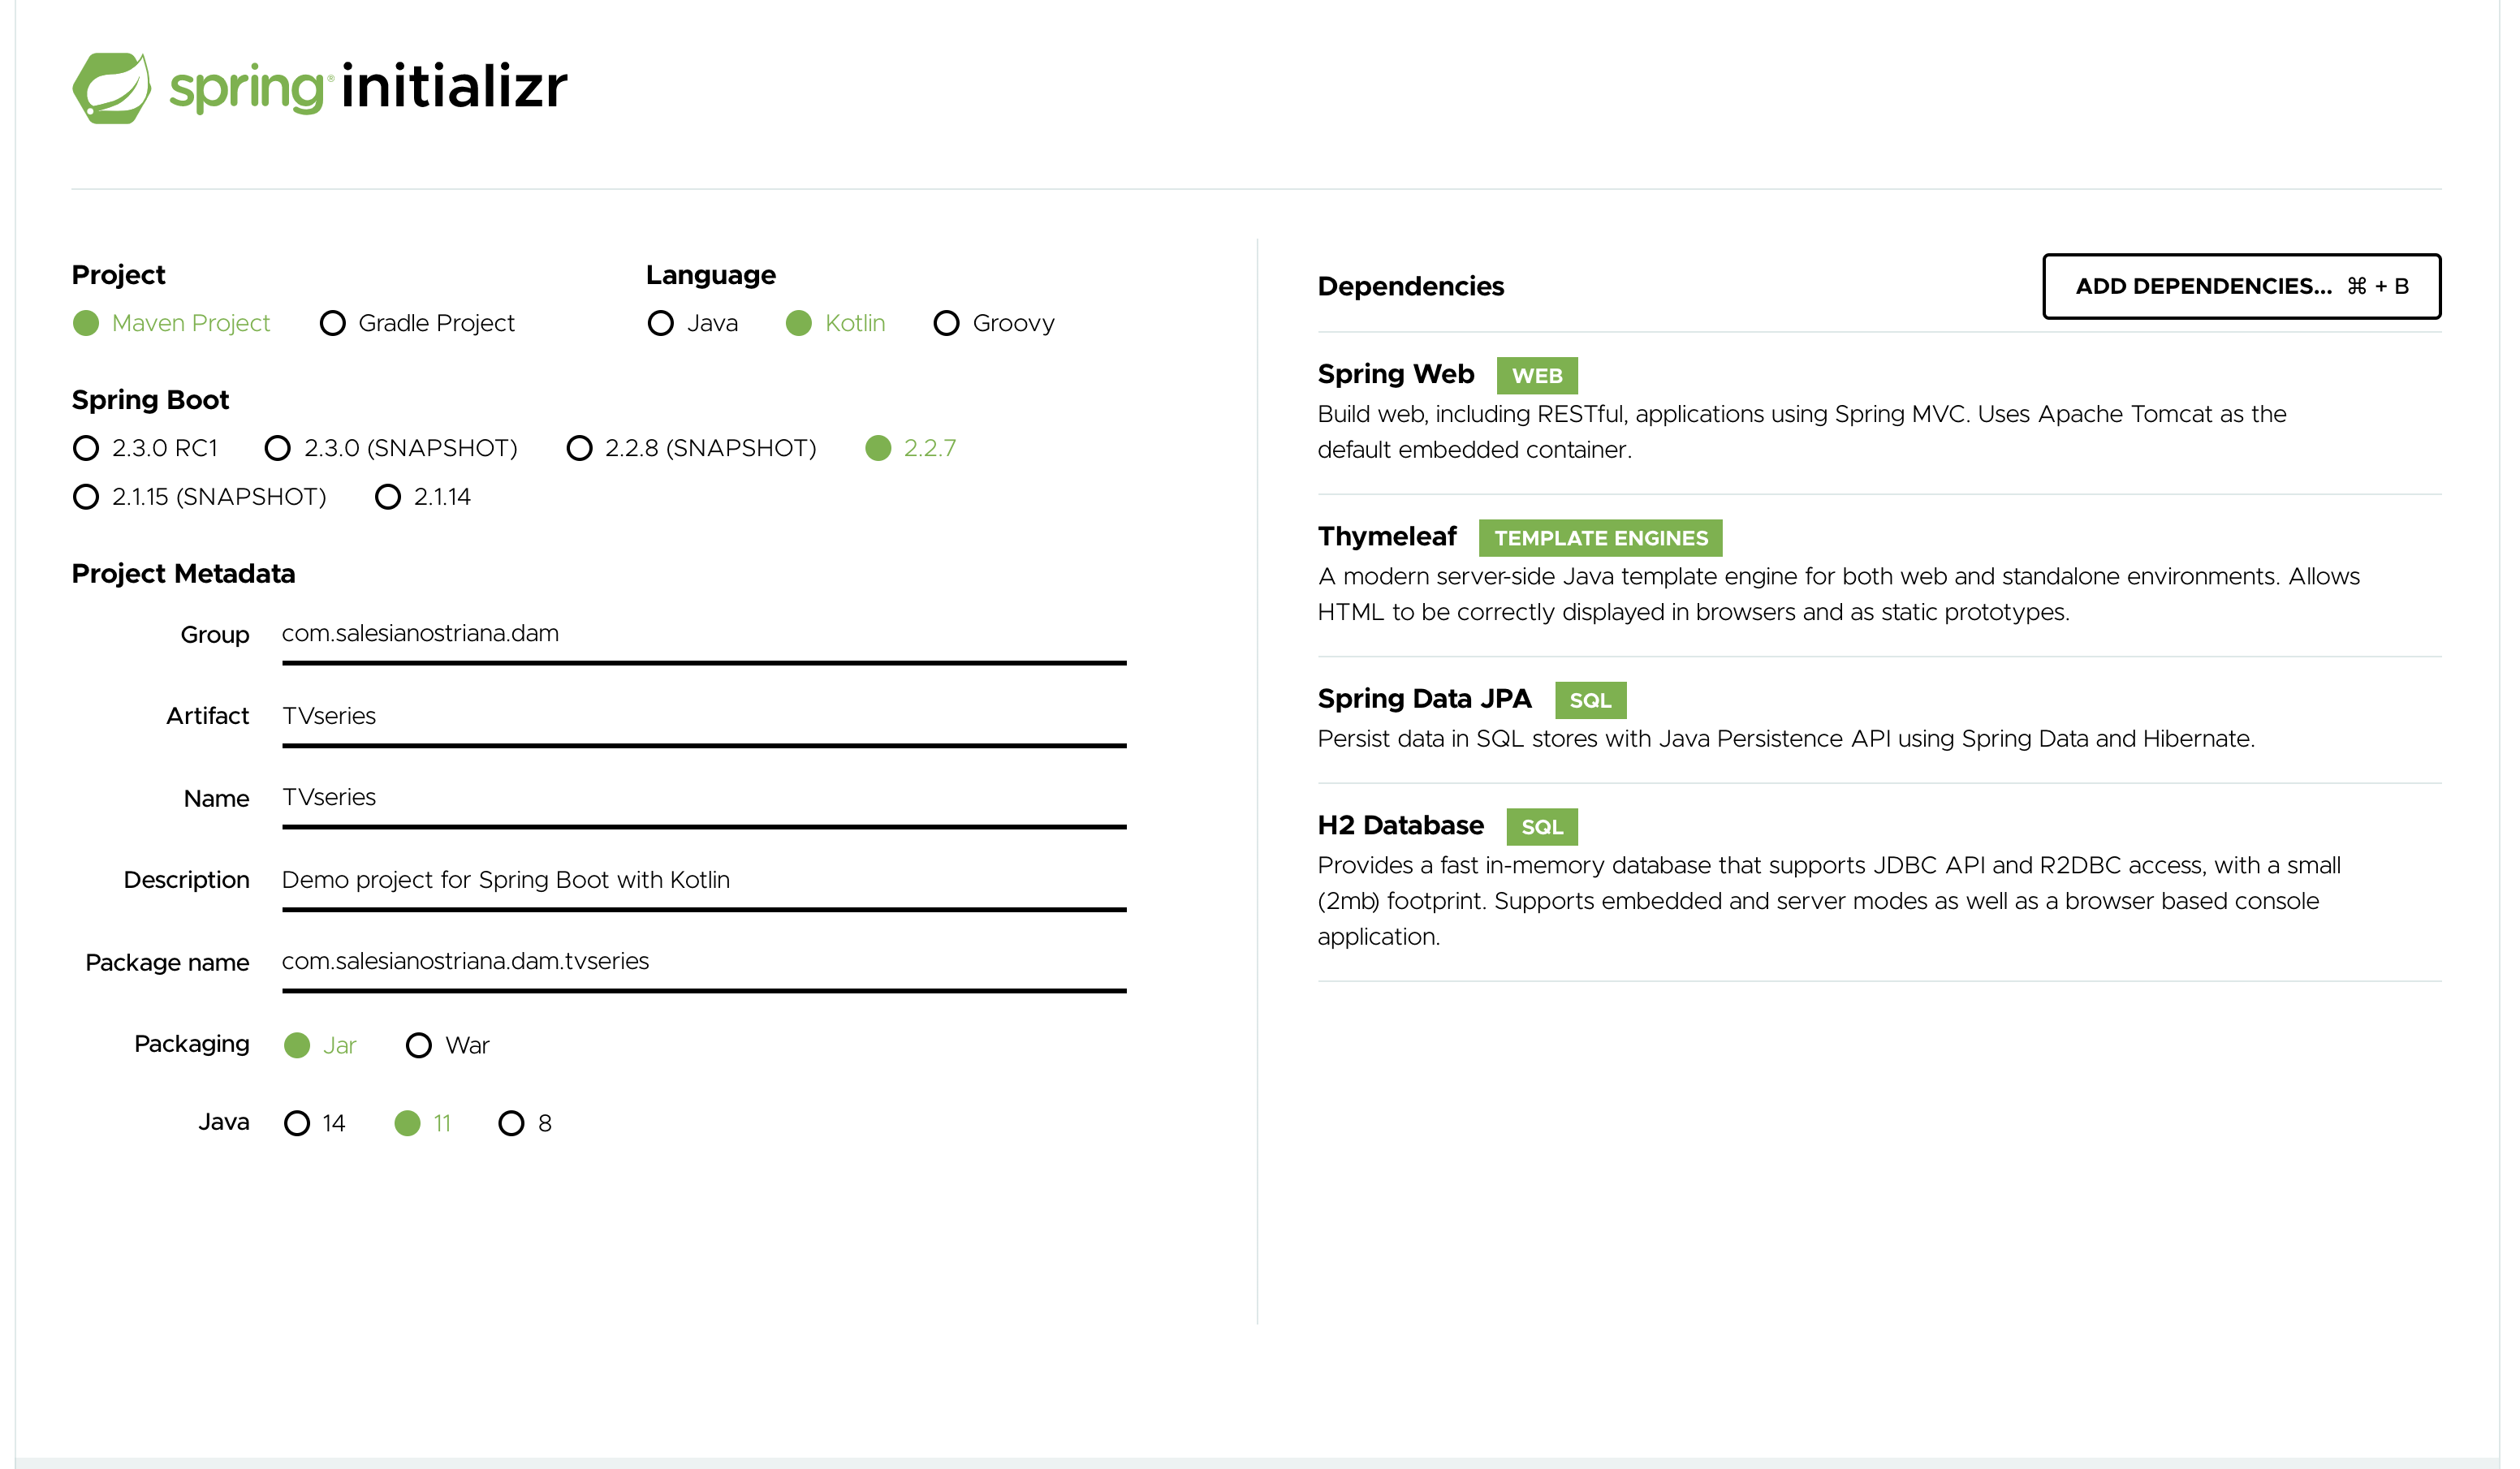 spring initializr
Project
Maven Project Gradle Project
Language
Java Kotlin Groovy
Spring Boot
2.3.0 RC1 2.3.0 (SNAPSHOT) 2.2.8 (SNAPSHOT) 2.2.7
2.1.15 (SNAPSHOT) 2.1.14
Project Metadata
Group com.salesianostriana.dam
Artifact TVseries
Name TVseries
Description Demo project for Spring Boot with Kotlin
Package name com.salesianostriana.dam.tvseries
Packaging Jar War
Java 14 11 8
Dependencies
ADD DEPENDENCIES... ⌘ + B
Spring Web WEB
Build web, including RESTful, applications using Spring MVC. Uses Apache Tomcat as the
default embedded container.
Thymeleaf TEMPLATE ENGINES
A modern server-side Java template engine for both web and standalone environments. Allows
HTML to be correctly displayed in browsers and as static prototypes.
Spring Data JPA SQL
Persist data in SQL stores with Java Persistence API using Spring Data and Hibernate.
H2 Database SQL
Provides a fast in-memory database that supports JDBC API and R2DBC access, with a small
(2mb) footprint. Supports embedded and server modes as well as a browser based console
application.